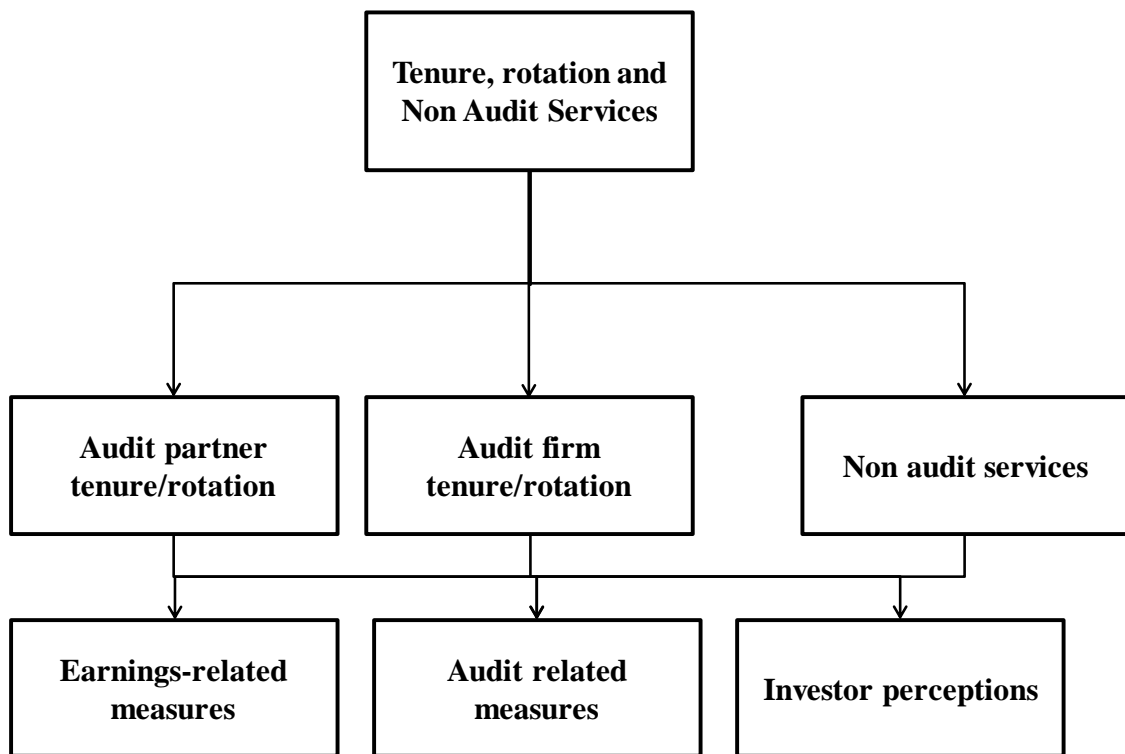 Tenure, rotation and
Non Audit Services
Audit partner
tenure/rotation
Audit firm
tenure/rotation
Non audit services
Earnings-related
measures
Audit related
measures
Investor perceptions